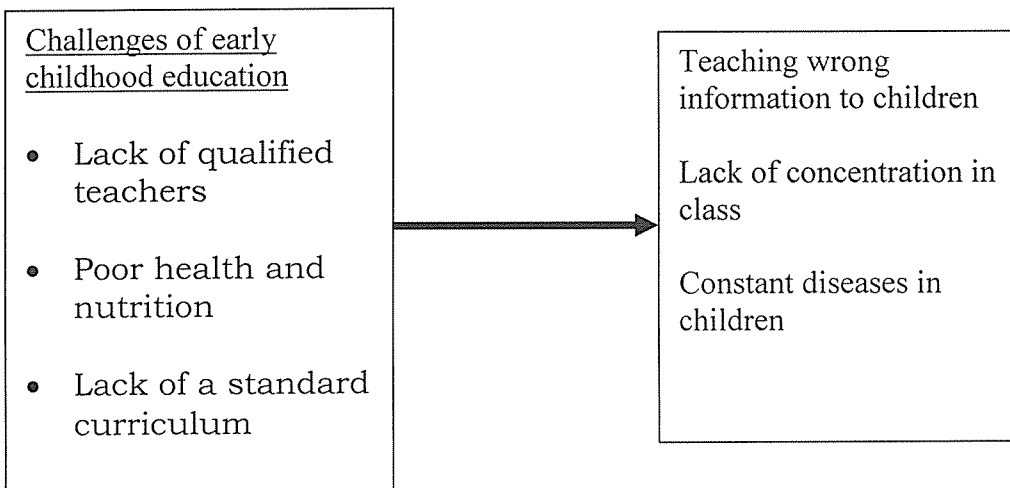 Challenges of early
childhood education
• Lack of qualified
teachers
• Poor health and
nutrition
• Lack of a standard
curriculum
Teaching wrong
information to children
Lack of concentration in
class
Constant diseases in
children